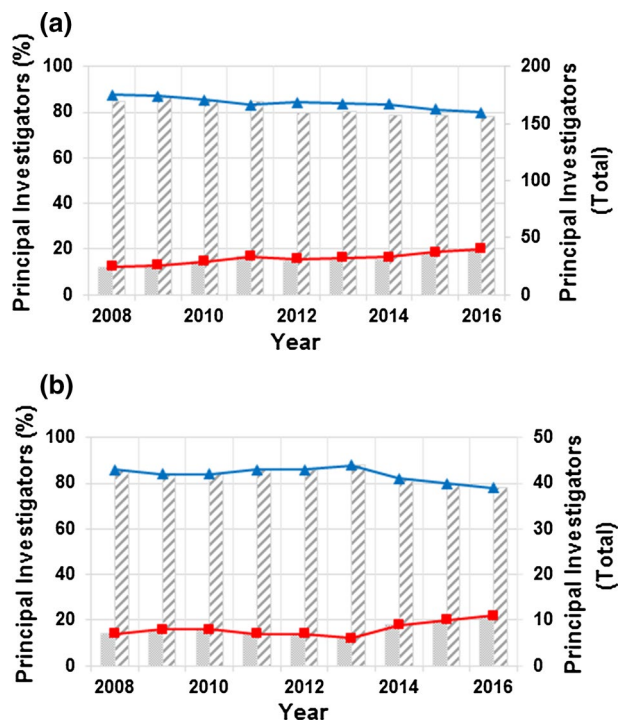 (a)
Principal Investigators (%)
100
80
60
40
20
0
200
150
100
50
0
Principal Investigators
(Total)
2008 2010 2012 2014 2016
Year
(b)
Principal Investigators (%)
100
80
60
40
20
0
50
40
30
20
10
0
Principal Investigators
(Total)
2008 2010 2012 2014 2016
Year